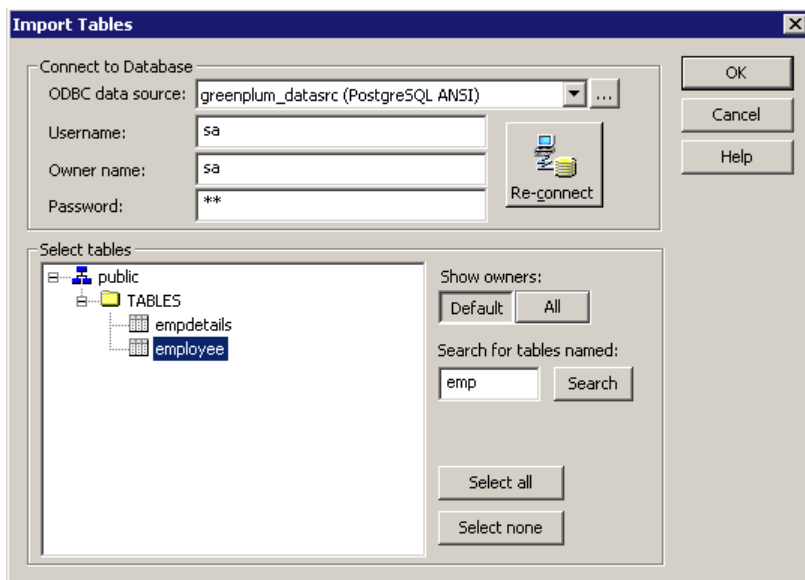 Import Tables
Connect to Database
ODBC data source: greenplum_datasrc (PostgreSQL ANSI) ...
Username: sa
Owner name: sa
Password: **
Re-connect
OK
Cancel
Help
Select tables
public
TABLES
empdetails
employee
Show owners:
Default All
Search for tables named:
emp Search
Select all
Select none